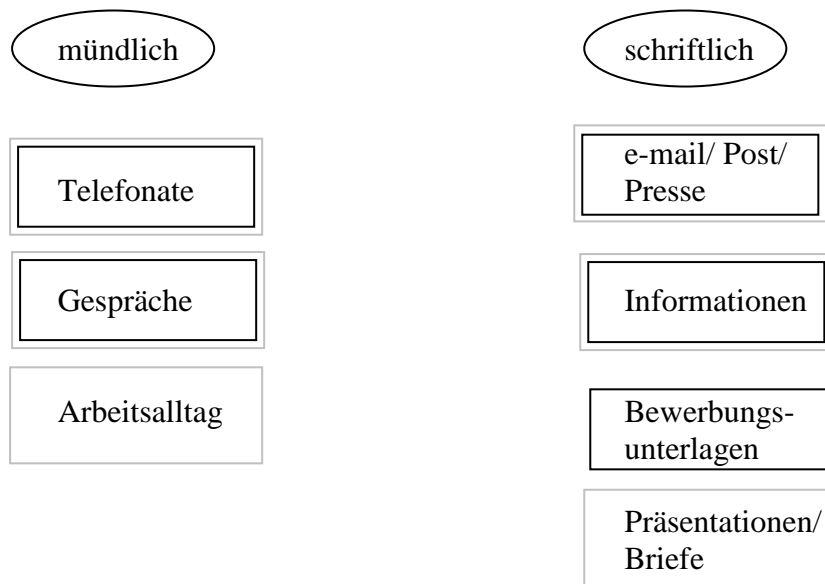 mündlich
schriftlich
Telefonate
e-mail/ Post/
Presse
Gespräche
Informationen
Arbeitsalltag
Bewerbungs-
unterlagen
Präsentationen/
Briefe